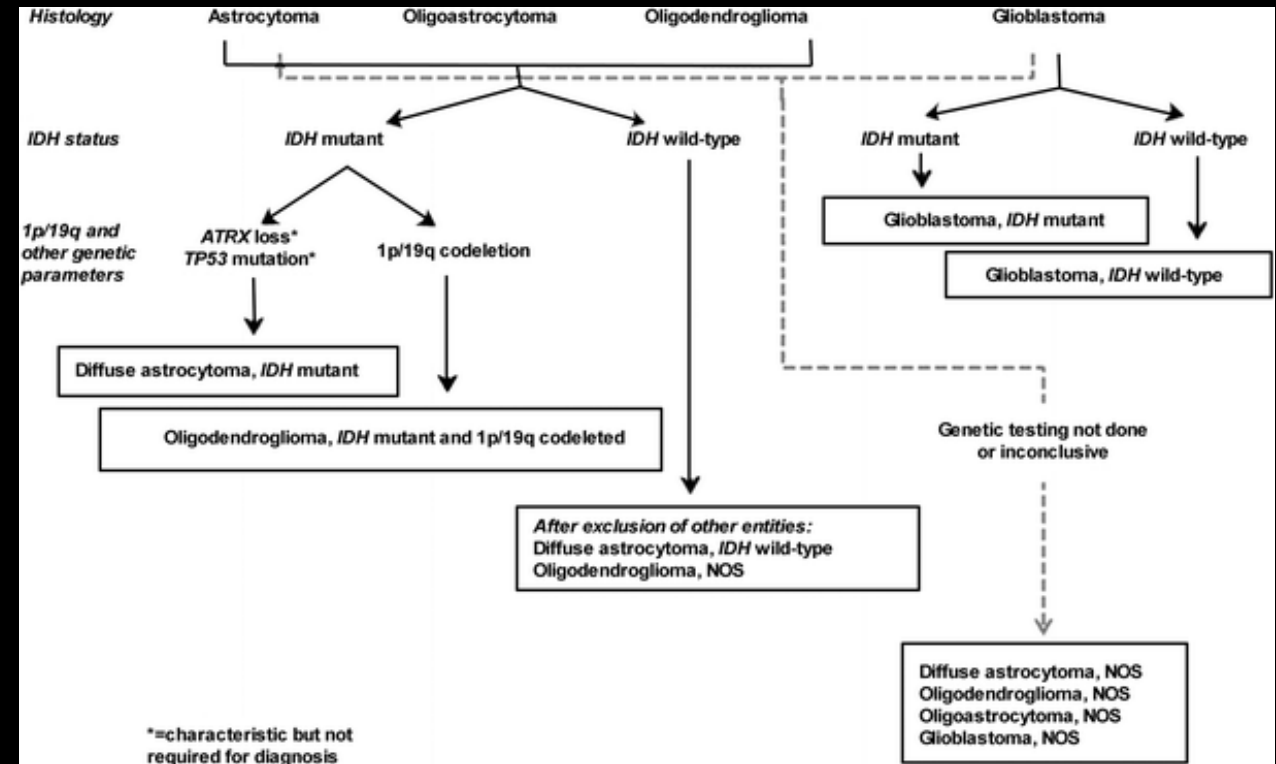 Histology Astrocytoma Oligoastrocytoma Oligodendroglioma Glioblastoma
IDH status IDH mutant IDH wild-type IDH mutant IDH wild-type
1p/19q and
other genetic
parameters
ATRX loss*
TP53 mutation*
1p/19q codeletion
Glioblastoma, IDH mutant
Glioblastoma, IDH wild-type
Diffuse astrocytoma, IDH mutant
Oligodendroglioma, IDH mutant and 1p/19q codeleted
Genetic testing not done
or inconclusive
After exclusion of other entities:
Diffuse astrocytoma, IDH wild-type
Oligodendroglioma, NOS
Diffuse astrocytoma, NOS
Oligodendroglioma, NOS
Oligoastrocytoma, NOS
Glioblastoma, NOS
*=characteristic but not
required for diagnosis